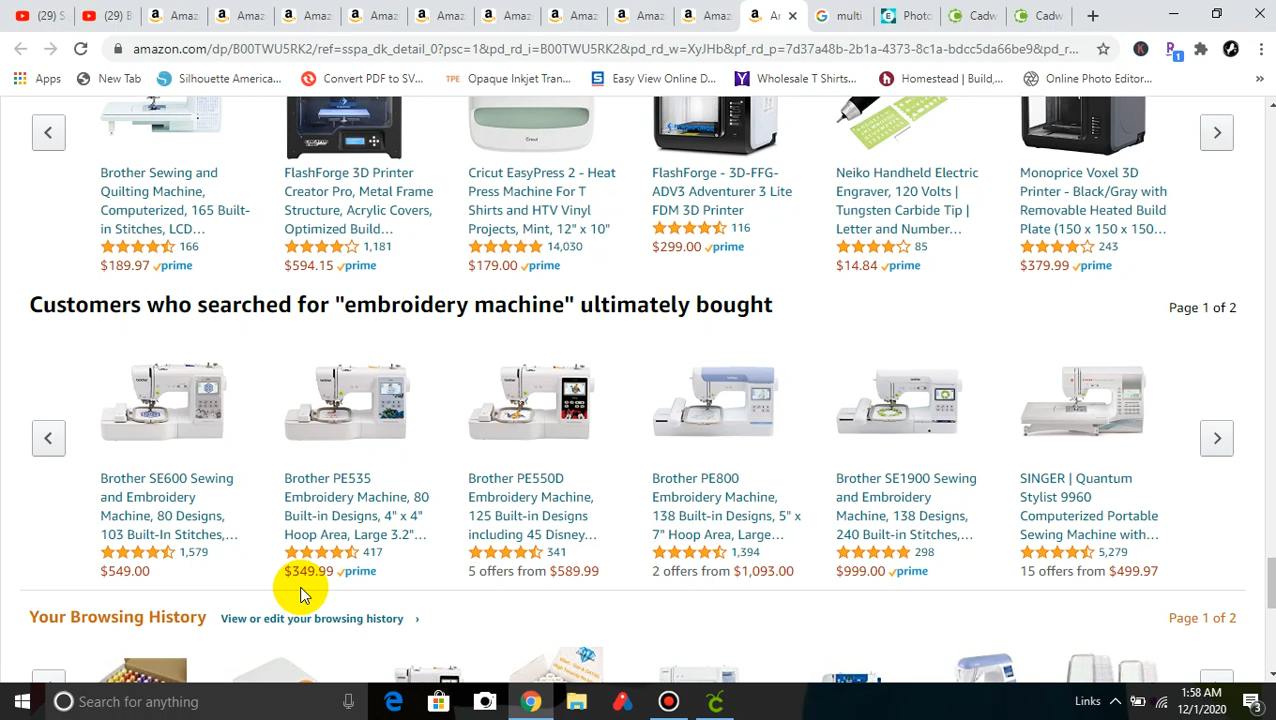 (29) S
(29) B
Amaz
Amaz
Amaz
Amaz
Amaz
Amaz
Amaz
Amaz
Amaz
Ar
multi
Photo
Cadw
Cadw
amazon.com/dp/B00TWU5RK2/ref=sspa_dk_detail_0?psc=1&pd_rd_i=B00TWU5RK2&pd_rd_w=XyJHb&pf_rd_p=7d37a48b-2b1a-4373-8c1a-bdcc5da66be9&pd_r...
Apps
New Tab
Silhouette America...
Convert PDF to SV...
TPE Opaque Inkjet Tran...
Easy View Online D...
Wholesale T Shirts...
Homestead | Build,...
Online Photo Editor...
»
Brother Sewing and
Quilting Machine,
Computerized, 165 Built-
in Stitches, LCD...
166
$189.97 prime
FlashForge 3D Printer
Creator Pro, Metal Frame
Structure, Acrylic Covers,
Optimized Build...
1,181
$594.15 prime
cricut
Cricut EasyPress 2 - Heat
Press Machine For T
Shirts and HTV Vinyl
Projects, Mint, 12" x 10"
14,030
$179.00 prime
FlashForge - 3D-FFG-
ADV3 Adventurer 3 Lite
FDM 3D Printer
116
$299.00 prime
Neiko Handheld Electric
Engraver, 120 Volts |
Tungsten Carbide Tip |
Letter and Number...
85
$14.84 prime
Monoprice Voxel 3D
Printer - Black/Gray with
Removable Heated Build
Plate (150 x 150 x 150...
243
$379.99 prime
Customers who searched for "embroidery machine" ultimately bought
Page 1 of 2
Brother SE600 Sewing
and Embroidery
Machine, 80 Designs,
103 Built-In Stitches,...
1,579
$549.00
Brother PE535
Embroidery Machine, 80
Built-in Designs, 4" x 4"
Hoop Area, Large 3.2"...
417
$349.99 prime
Brother PE550D
Embroidery Machine,
125 Built-in Designs
including 45 Disney...
341
5 offers from $589.99
Brother PE800
Embroidery Machine,
138 Built-in Designs, 5" x
7" Hoop Area, Large...
1,394
2 offers from $1,093.00
Brother SE1900 Sewing
and Embroidery
Machine, 138 Designs,
240 Built-in Stitches,...
298
$999.00 prime
SINGER | Quantum
Stylist 9960
Computerized Portable
Sewing Machine with...
5,279
15 offers from $499.97
Your Browsing History View or edit your browsing history ›
Page 1 of 2
Search for anything
Links
1:58 AM
12/1/2020
3